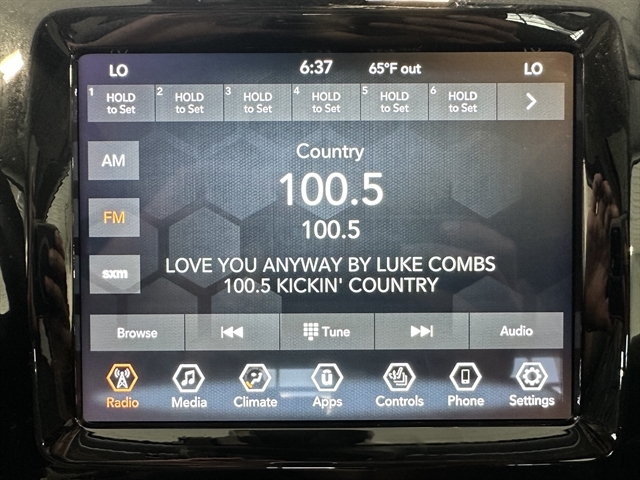 LO 6:37 65°F out LO
1 HOLD to Set 2 HOLD to Set 3 HOLD to Set 4 HOLD to Set 5 HOLD to Set 6 HOLD to Set
AM
Country
100.5
FM
100.5
sxm
LOVE YOU ANYWAY BY LUKE COMBS
100.5 KICKIN' COUNTRY
Browse Tune Audio
Radio Media Climate Apps Controls Phone Settings